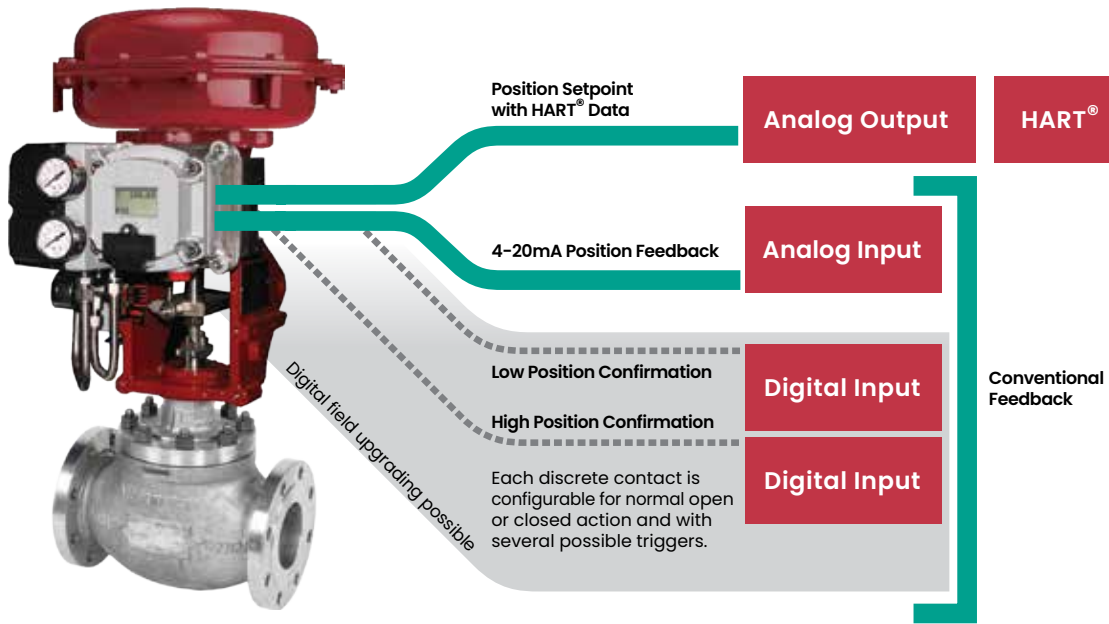 Position Setpoint
with HART® Data
Analog Output
HART®
4-20mA Position Feedback
Analog Input
Low Position Confirmation
Digital Input
High Position Confirmation
Digital Input
Each discrete contact is
configurable for normal open
or closed action and with
several possible triggers.
Digital field upgrading possible
Conventional
Feedback